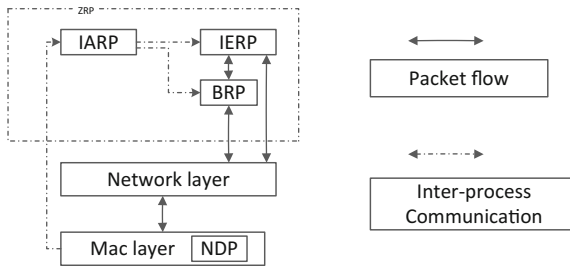 ZRP
IARP
IERP
BRP
Network layer
Mac layer
NDP
Packet flow
Inter-process
Communication